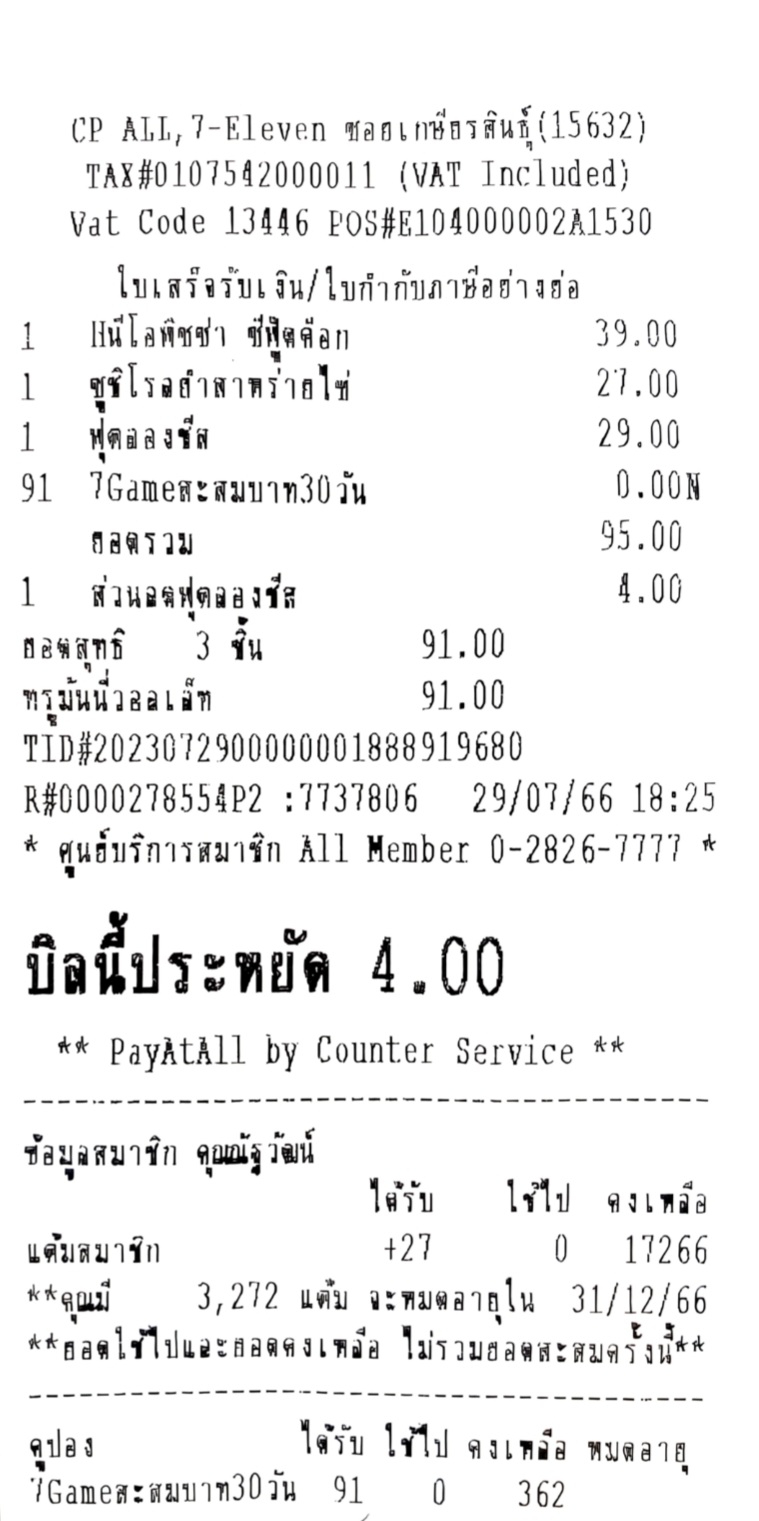 CP ALL,7-Eleven ซอยเกษียรสินธุ์(15632)
TAX#0107542000011 (VAT Included)
Vat Code 13446 POS#E104000002A1530
ใบเสร็จรับเงิน/ใบกำกับภาษีอย่างย่อ
1 Hนีโอพิซซ่า ซีฟู๊ดค๊อก 39.00
1 ซูชิโรลยำสาหร่ายไข่ 27.00
1 ฟุตลองชีส 29.00
91 7Gameสะสมบาท30วัน 0.00N
ยอดรวม 95.00
1 ส่วนลดฟุตลองชีส 4.00
ยอดสุทธิ 3 ชิ้น 91.00
ทรูมันนี่วอลเล็ท 91.00
TID#2023072900000001888919680
R#0000278554P2 :7737806 29/07/66 18:25
* ศูนย์บริการสมาชิก All Member 0-2826-7777 *
บิลนี้ประหยัด 4.00
** PayAtAll by Counter Service **
ข้อมูลสมาชิก คุณณัฐวัฒน์
ได้รับ ใช้ไป คงเหลือ
แต้มสมาชิก +27 0 17266
**คุณมี 3,272 แต้ม จะหมดอายุใน 31/12/66
**ยอดใช้ไปและยอดคงเหลือ ไม่รวมยอดสะสมครั้งนี้**
คูปอง ได้รับ ใช้ไป คงเหลือ หมดอายุ
7Gameสะสมบาท30วัน 91 0 362